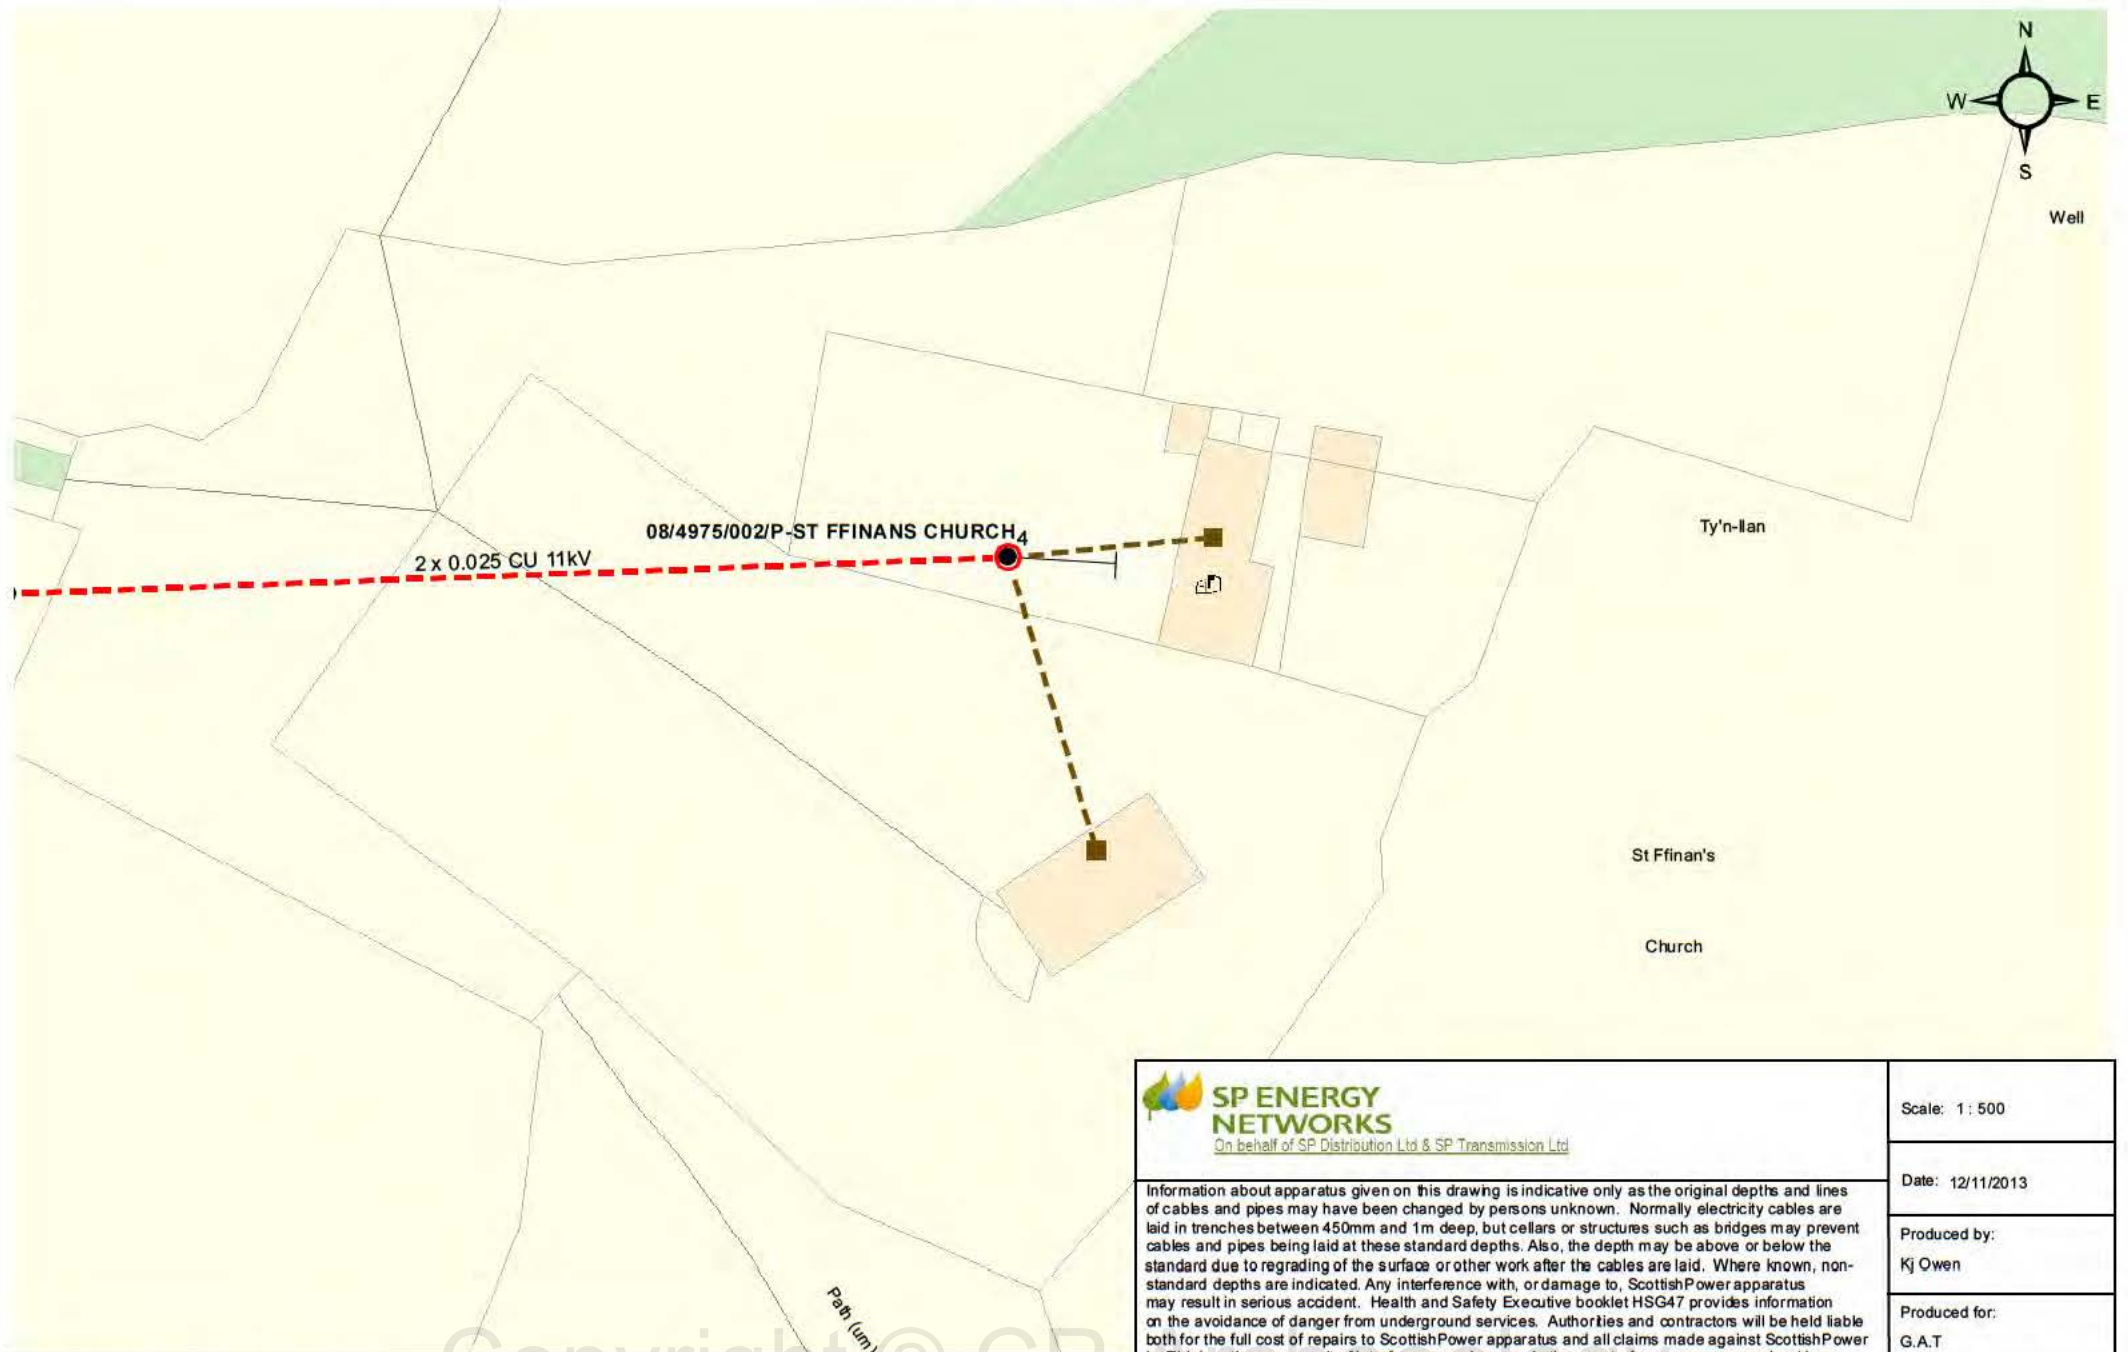 N
W E
S
Well
08/4975/002/P-ST FFINANS CHURCH
4
2 x 0.025 CU 11kV
Ty'n-llan
St Ffinan's
Church
Path (um)
SP ENERGY
NETWORKS
On behalf of SP Distribution Ltd & SP Transmission Ltd
Information about apparatus given on this drawing is indicative only as the original depths and lines
of cables and pipes may have been changed by persons unknown. Normally electricity cables are
laid in trenches between 450mm and 1m deep, but cellars or structures such as bridges may prevent
cables and pipes being laid at these standard depths. Also, the depth may be above or below the
standard due to regrading of the surface or other work after the cables are laid. Where known, non-
standard depths are indicated. Any interference with, or damage to, ScottishPower apparatus
may result in serious accident. Health and Safety Executive booklet HSG47 provides information
on the avoidance of danger from underground services. Authorities and contractors will be held liable
both for the full cost of repairs to ScottishPower apparatus and all claims made against ScottishPower
Scale: 1 : 500
Date: 12/11/2013
Produced by:
Kj Owen
Produced for:
G.A.T
Copyright ©